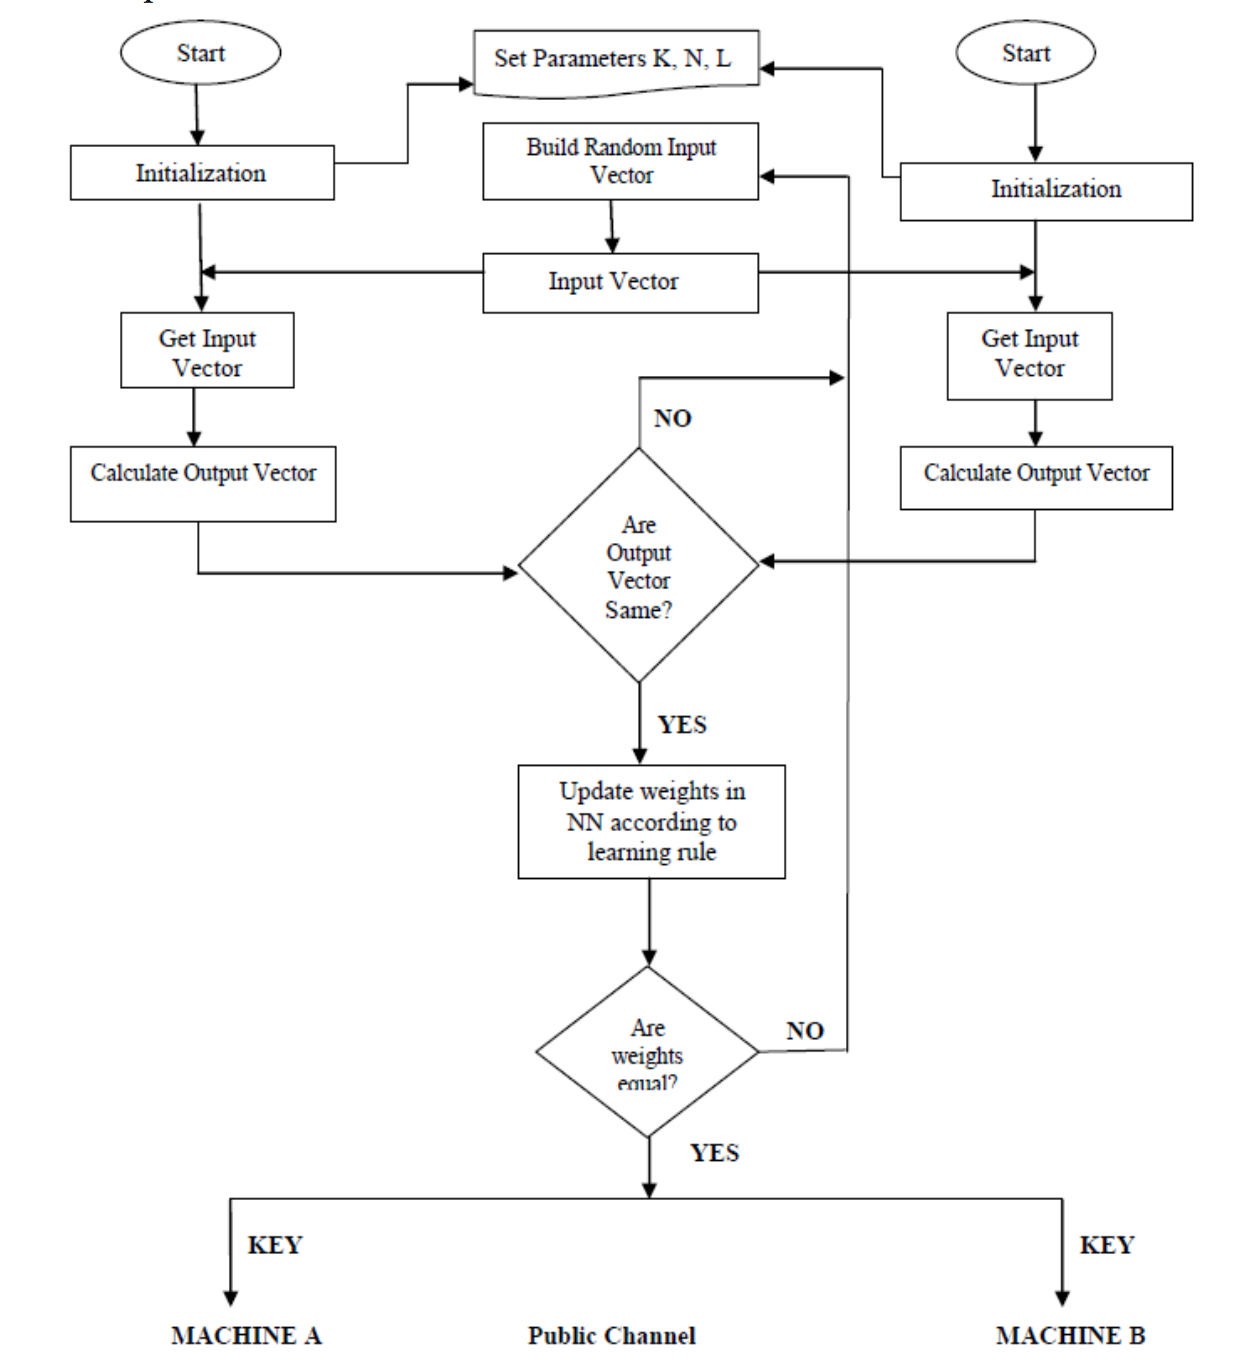 Start
Set Parameters K, N, L
Start
Initialization
Build Random Input
Vector
Initialization
Input Vector
Get Input
Vector
Get Input
Vector
NO
Calculate Output Vector
Calculate Output Vector
Are
Output
Vector
Same?
YES
Update weights in
NN according to
learning rule
Are
weights
equal?
NO
YES
KEY
KEY
MACHINE A
Public Channel
MACHINE B